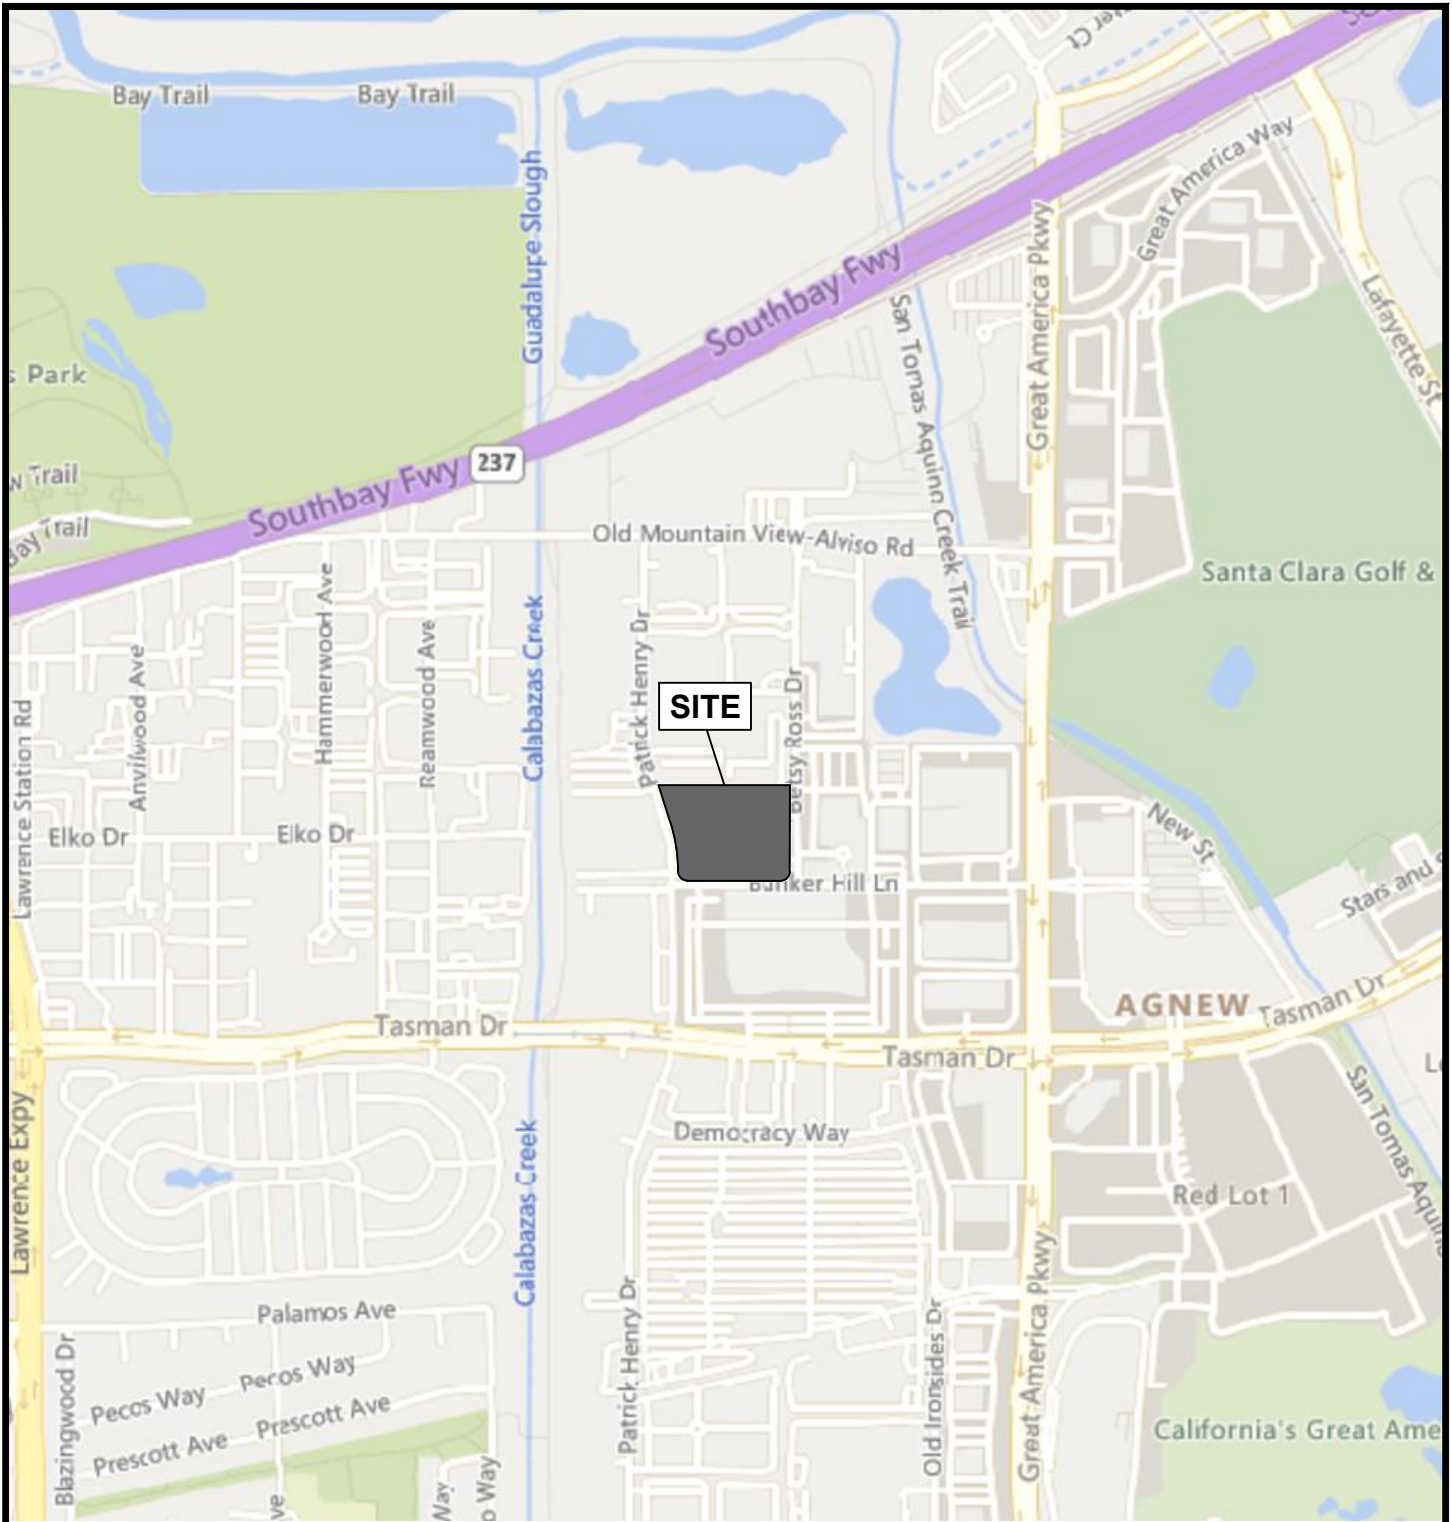 Bay Trail
Bay Trail
Great America Way
Guadalupe Slough
Southbay Fwy
Great America Pkwy
San Tomas Aquinn Creek Trail
Lafayette St
s Park
237
Southbay Fwy
w Trail
Bay Trail
Old Mountain View-Alviso Rd
Santa Clara Golf &
Hammerwood Ave
Calabazas Creek
Patrick Henry Dr
Reamwood Ave
Anvilwood Ave
Lawrence Station Rd
SITE
Betsy Ross Dr
New St
Elko Dr
Elko Dr
Bunker Hill Ln
Stars and S
AGNEW
Tasman Dr
Tasman Dr
Tasman Dr
Lawrence Expy
Calabazas Creek
Democracy Way
San Tomas Aquino
Red Lot 1
Palamos Ave
Patrick Henry Dr
Old Ironsides Dr
Great America Pkwy
Blazingwood Dr
Pecos Way
Pecos Way
Prescott Ave
Prescott Ave
California's Great Ame
Way
o Way
ve